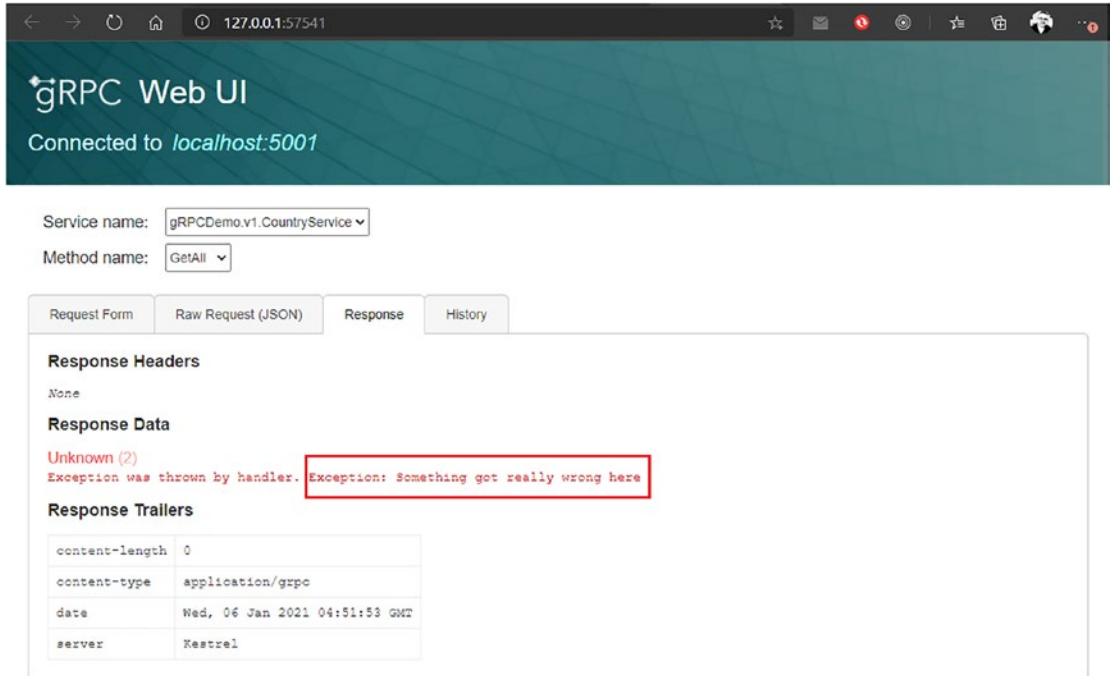 127.0.0.1:57541
gRPC Web UI
Connected to localhost:5001
Service name: gRPCDemo.v1.CountryService
Method name: GetAll
Request Form Raw Request (JSON) Response History
Response Headers
None
Response Data
Unknown (2)
Exception was thrown by handler. Exception: Something got really wrong here
Response Trailers
content-length 0
content-type application/grpc
date Wed, 06 Jan 2021 04:51:53 GMT
server Kestrel